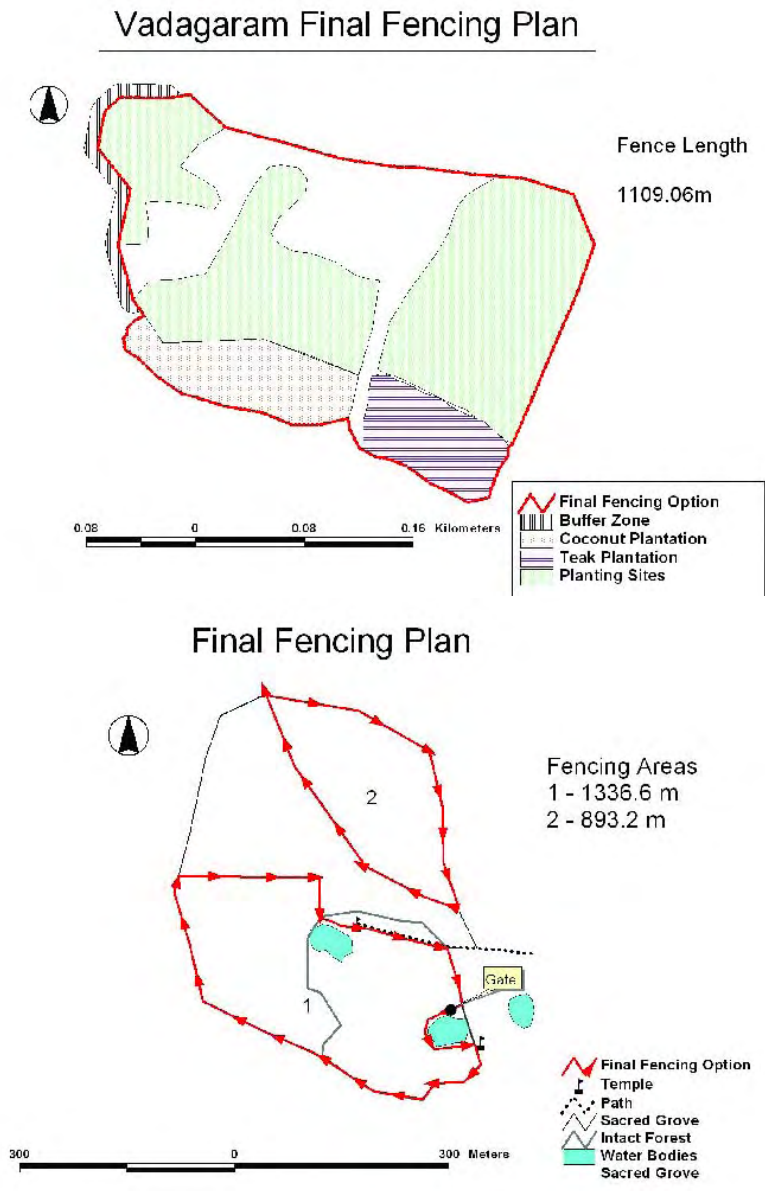 Vadagaram Final Fencing Plan
Fence Length
1109.06m
Final Fencing Option
Buffer Zone
Coconut Plantation
Teak Plantation
Planting Sites
0.08 0 0.08 0.16 Kilometers
Final Fencing Plan
Fencing Areas
1 - 1336.6 m
2 - 893.2 m
2
1
Gate
Final Fencing Option
Temple
Path
Sacred Grove
Intact Forest
Water Bodies
Sacred Grove
300 0 300 Meters